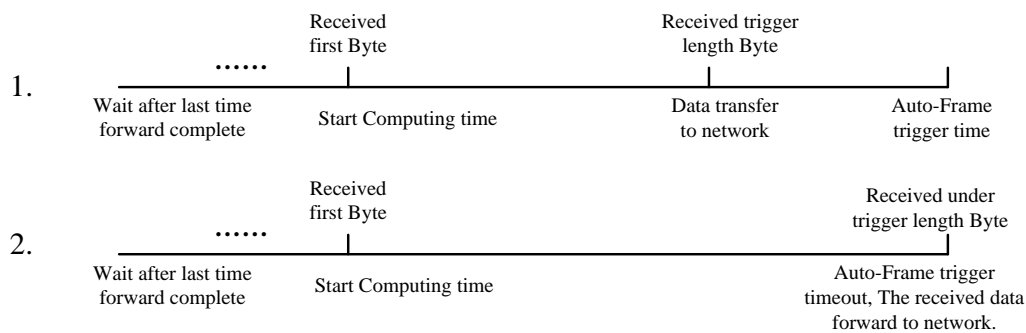 Received
first Byte
Received trigger
length Byte
......
1.
Wait after last time
forward complete
Start Computing time
Data transfer
to network
Auto-Frame
trigger time
Received
first Byte
Received under
trigger length Byte
......
2.
Wait after last time
forward complete
Start Computing time
Auto-Frame trigger
timeout, The received data
forward to network.